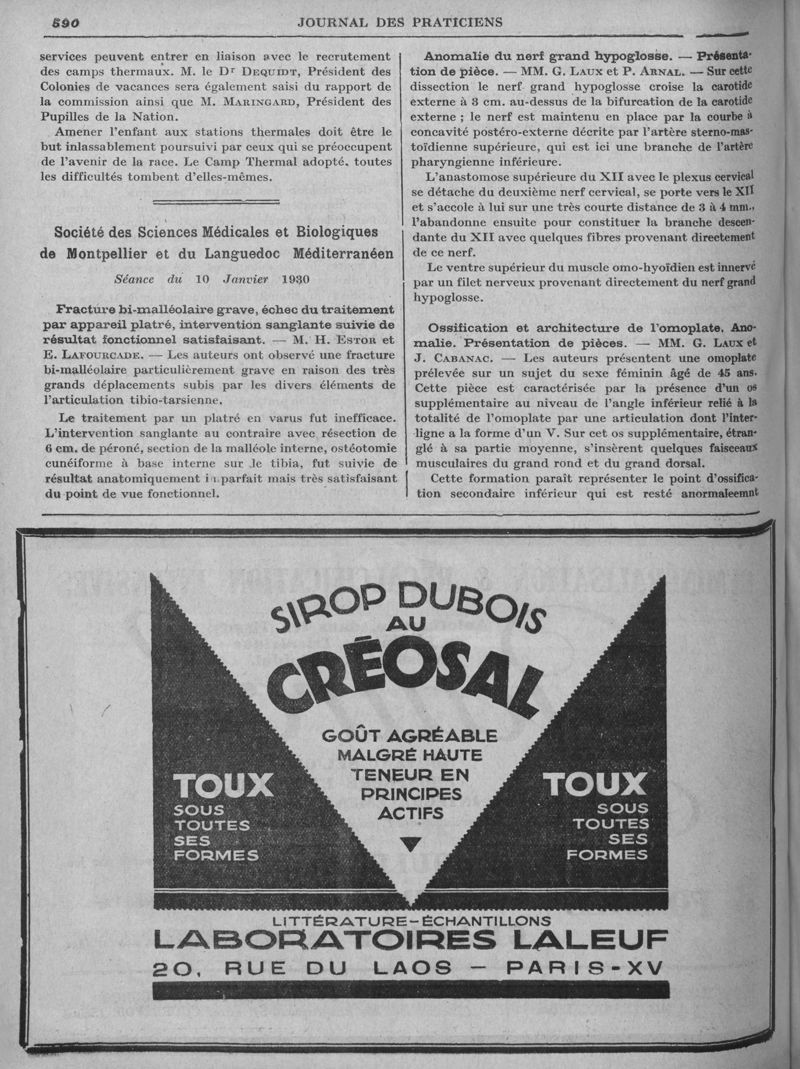 590
JOURNAL DES PRATICIENS
services peuvent entrer en liaison avec le recrutement
des camps thermaux. M. le Dr DEQUIDT, Président des
Colonies de vacances sera également saisi du rapport de
la commission ainsi que M. MARINGARD, Président des
Pupilles de la Nation.
Amener l'enfant aux stations thermales doit être le
but inlassablement poursuivi par ceux qui se préoccupent
de l'avenir de la race. Le Camp Thermal adopté, toutes
les difficultés tombent d'elles-mêmes.
Société des Sciences Médicales et Biologiques
de Montpellier et du Languedoc Méditerranéen
Séance du 10 Janvier 1930
Fracture bi-malléolaire grave, échec du traitement
par appareil platré, intervention sanglante suivie de
résultat fonctionnel satisfaisant. — M. H. ESTOR et
E. LAFOURCADE. — Les auteurs ont observé une fracture
bi-malléolaire particulièrement grave en raison des très
grands déplacements subis par les divers éléments de
l'articulation tibio-tarsienne.
Le traitement par un platré en varus fut inefficace.
L'intervention sanglante au contraire avec résection de
6 cm. de péroné, section de la malléole interne, ostéotomie
cunéiforme à base interne sur le tibia, fut suivie de
résultat anatomiquement imparfait mais très satisfaisant
du point de vue fonctionnel.
Anomalie du nerf grand hypoglosse. — Présenta-
tion de pièce. — MM. G. LAUX et P. ARNAL. — Sur cette
dissection le nerf grand hypoglosse croise la carotide
externe à 3 cm. au-dessus de la bifurcation de la carotide
externe ; le nerf est maintenu en place par la courbe à
concavité postéro-externe décrite par l'artère sterno-mas-
toïdienne supérieure, qui est ici une branche de l'artère
pharyngienne inférieure.
L'anastomose supérieure du XII avec le plexus cervical
se détache du deuxième nerf cervical, se porte vers le XII
et s'accole à lui sur une très courte distance de 3 à 4 mm.,
l'abandonne ensuite pour constituer la branche descen-
dante du XII avec quelques fibres provenant directement
de ce nerf.
Le ventre supérieur du muscle omo-hyoïdien est innervé
par un filet nerveux provenant directement du nerf grand
hypoglosse.
Ossification et architecture de l'omoplate. Ano-
malie. Présentation de pièces. — MM. G. LAUX et
J. CABANAC. — Les auteurs présentent une omoplate
prélevée sur un sujet du sexe féminin âgé de 45 ans.
Cette pièce est caractérisée par la présence d'un os
supplémentaire au niveau de l'angle inférieur relié à la
totalité de l'omoplate par une articulation dont l'inter-
ligne a la forme d'un V. Sur cet os supplémentaire, étran-
glé à sa partie moyenne, s'insèrent quelques faisceaux
musculaires du grand rond et du grand dorsal.
Cette formation paraît représenter le point d'ossifica-
tion secondaire inférieur qui est resté anormaleemnt
SIROP DUBOIS
AU
CRÉOSAL
GOÛT AGRÉABLE
MALGRÉ HAUTE
TENEUR EN
PRINCIPES
ACTIFS
TOUX
SOUS
TOUTES
SES
FORMES
TOUX
SOUS
TOUTES
SES
FORMES
LITTÉRATURE-ÉCHANTILLONS
LABORATOIRES LALEUF
20, RUE DU LAOS — PARIS-XV